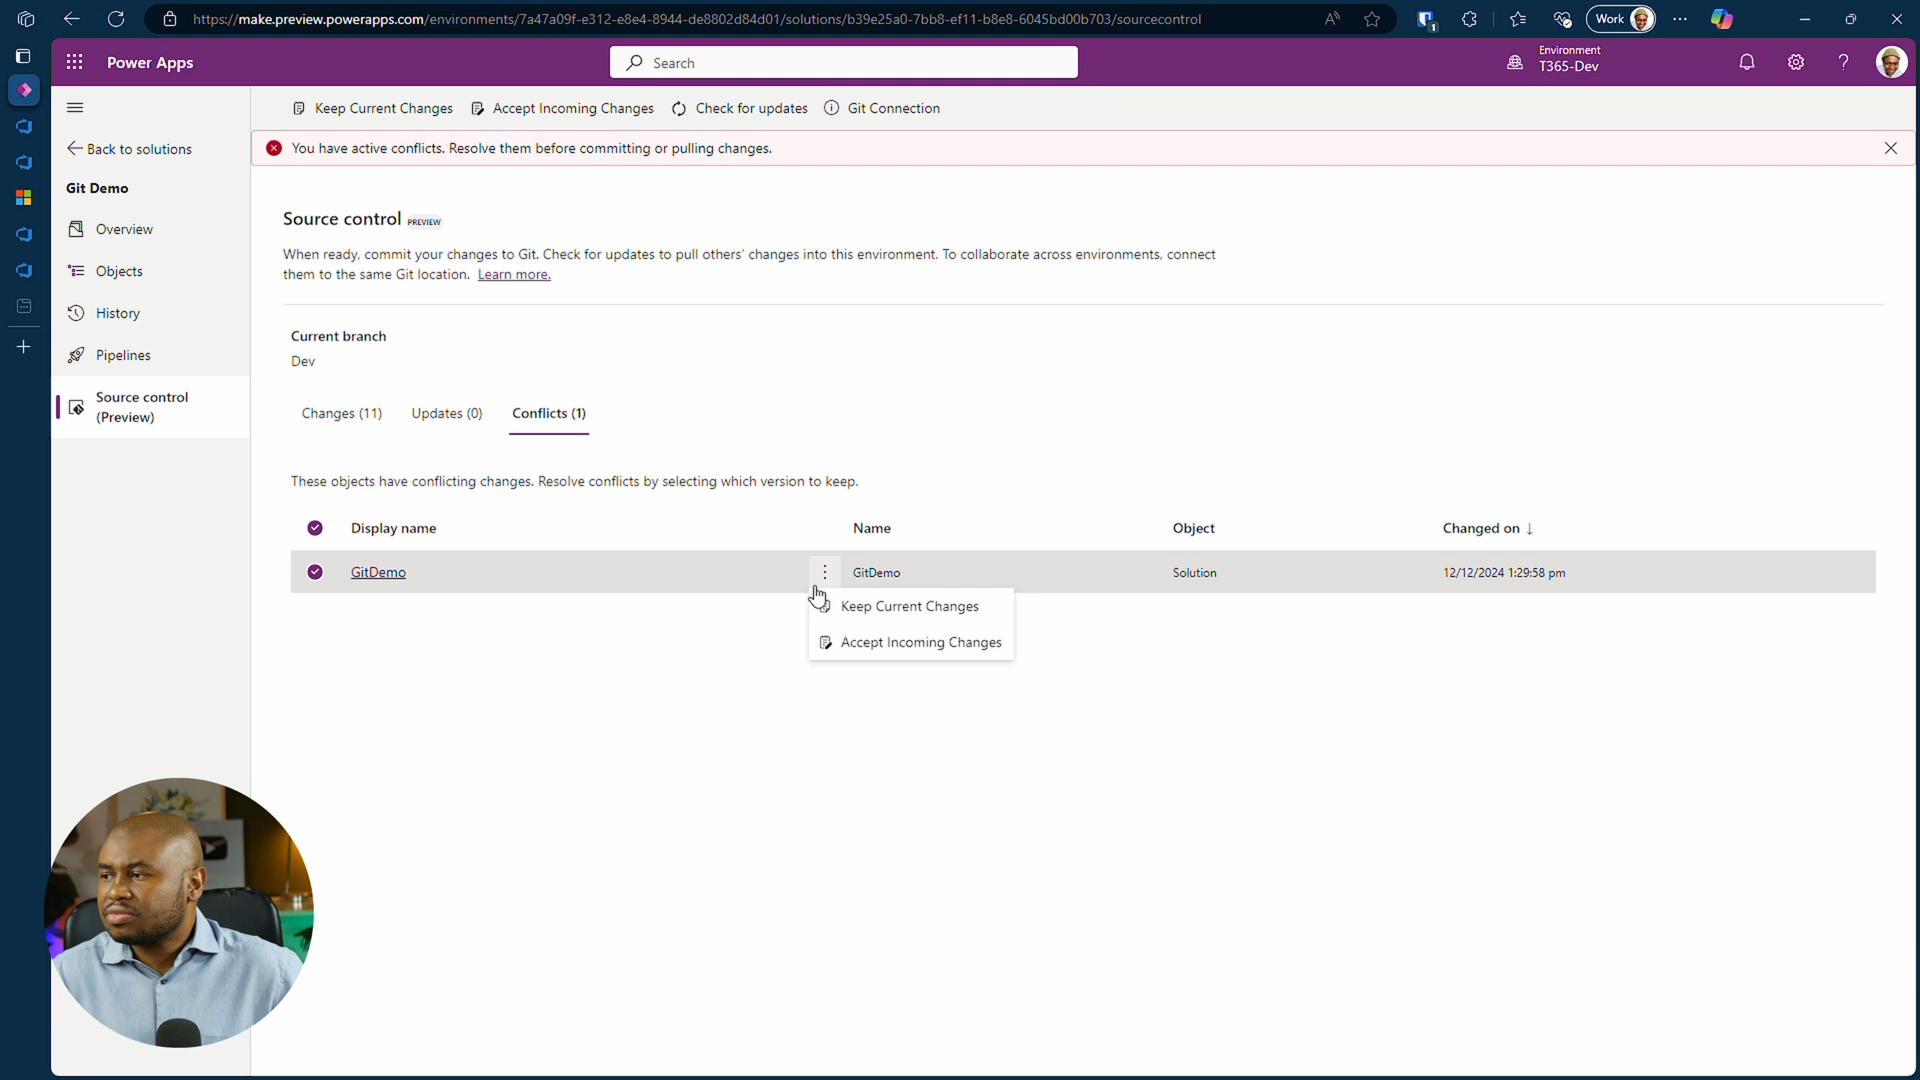 https://make.preview.powerapps.com/environments/7a47a09f-e312-e8e4-8944-de8802d84d01/solutions/b39e25a0-7bb8-ef11-b8e8-6045bd00b703/sourcecontrol
1
Work
Power Apps
Search
Environment
T365-Dev
Keep Current Changes
Accept Incoming Changes
Check for updates
Git Connection
Back to solutions
You have active conflicts. Resolve them before committing or pulling changes.
Git Demo
Overview
Objects
History
Pipelines
Source control
(Preview)
Source control PREVIEW
When ready, commit your changes to Git. Check for updates to pull others' changes into this environment. To collaborate across environments, connect
them to the same Git location. Learn more.
Current branch
Dev
Changes (11)
Updates (0)
Conflicts (1)
These objects have conflicting changes. Resolve conflicts by selecting which version to keep.
Display name
Name
Object
Changed on ↓
GitDemo
GitDemo
Solution
12/12/2024 1:29:58 pm
Keep Current Changes
Accept Incoming Changes